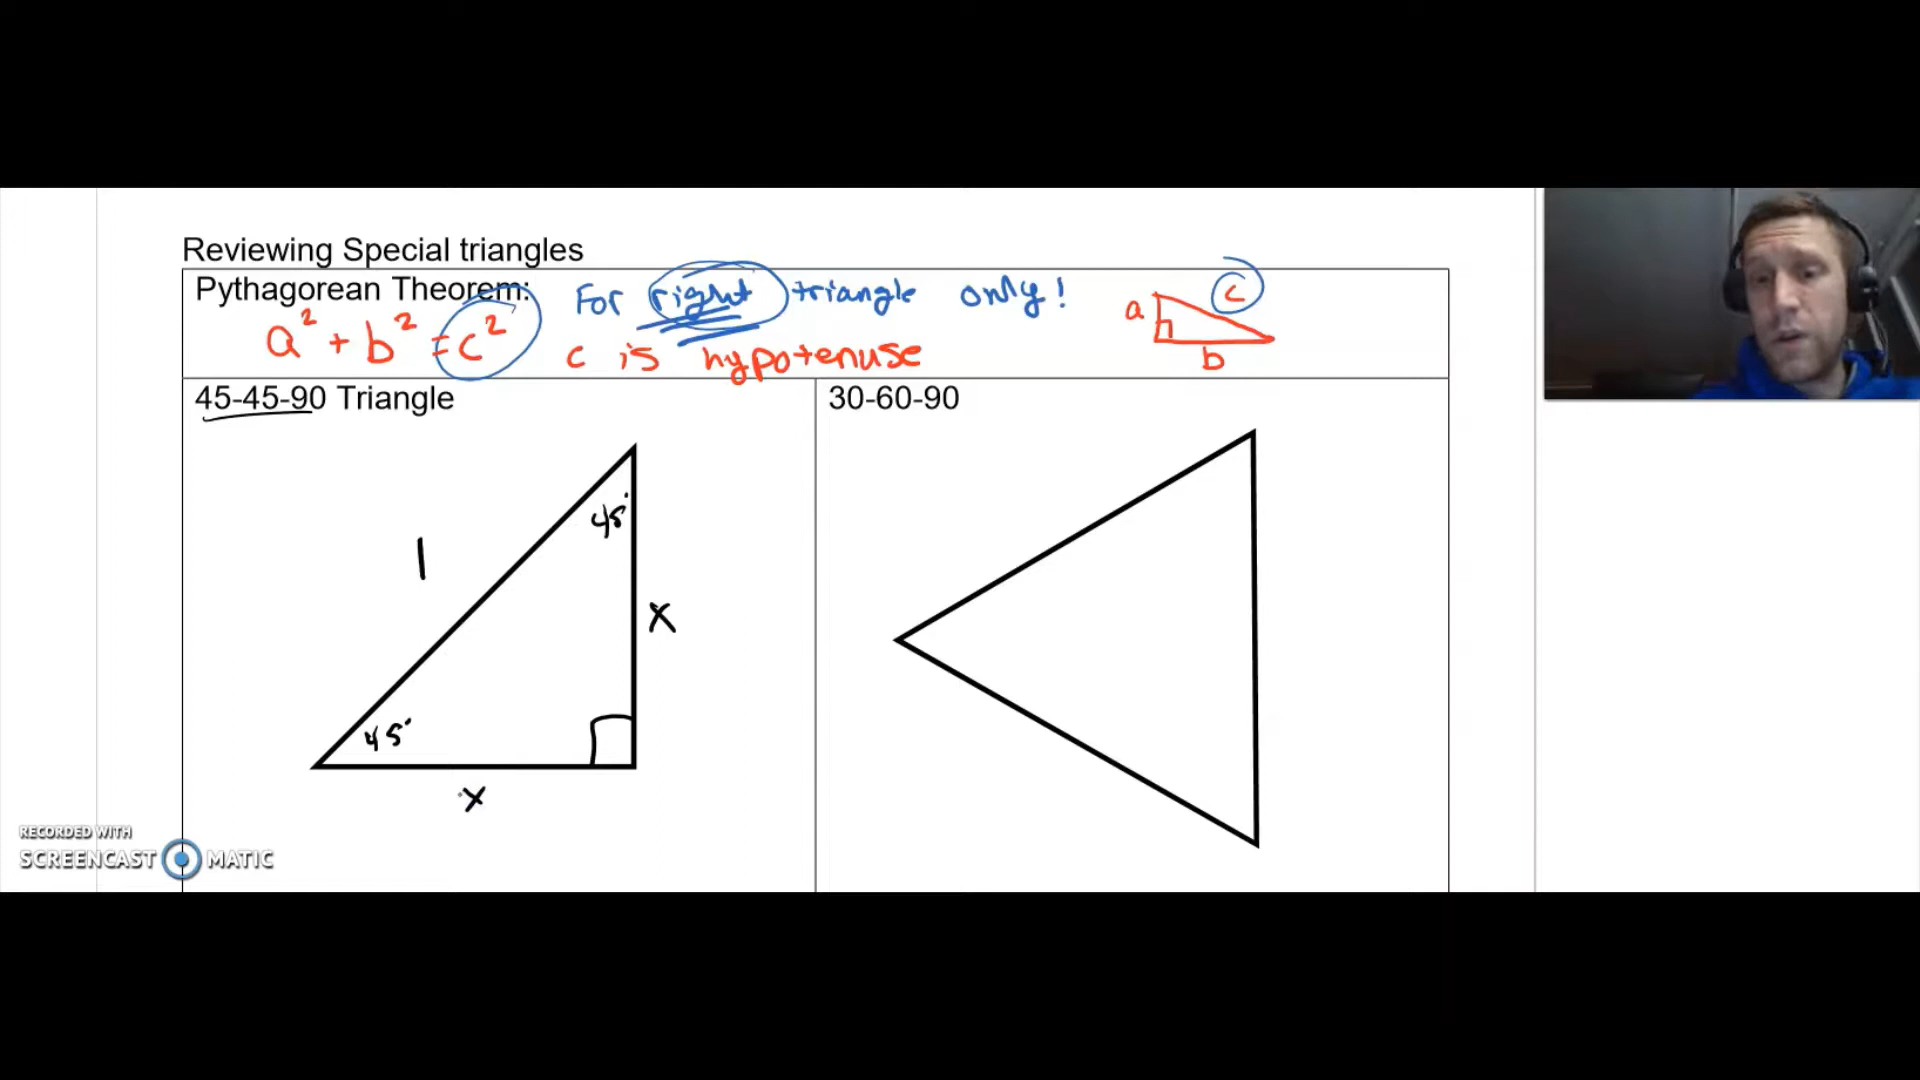 Reviewing Special triangles
Pythagorean Theorem: For right triangle only!
a² + b² = c² c is hypotenuse
a c
b
45-45-90 Triangle
30-60-90
45°
1
x
45°
x
RECORDED WITH
SCREENCAST MATIC